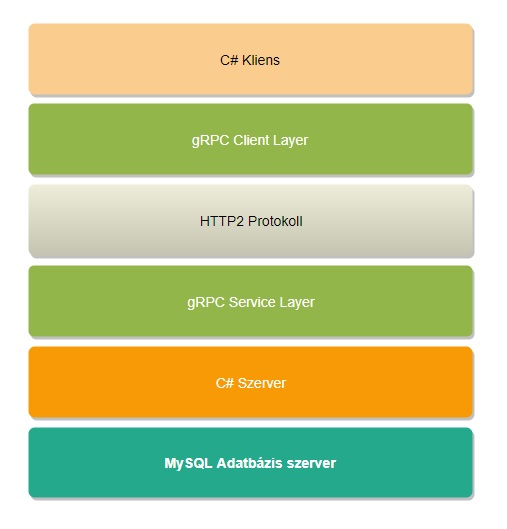 C# Kliens
gRPC Client Layer
HTTP2 Protokoll
gRPC Service Layer
C# Szerver
MySQL Adatbázis szerver